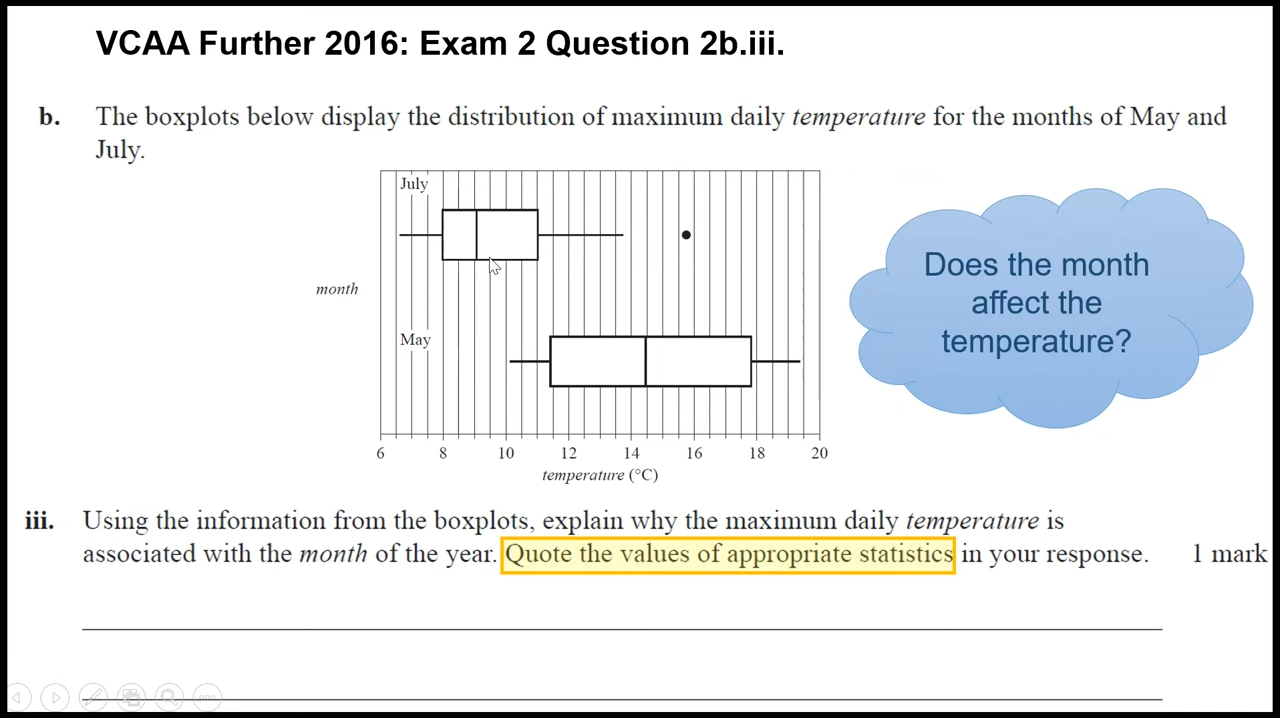 VCAA Further 2016: Exam 2 Question 2b.iii.
b. The boxplots below display the distribution of maximum daily temperature for the months of May and
July.
July
month
May
6 8 10 12 14 16 18 20
temperature (°C)
Does the month
affect the
temperature?
iii. Using the information from the boxplots, explain why the maximum daily temperature is
associated with the month of the year. Quote the values of appropriate statistics in your response. 1 mark